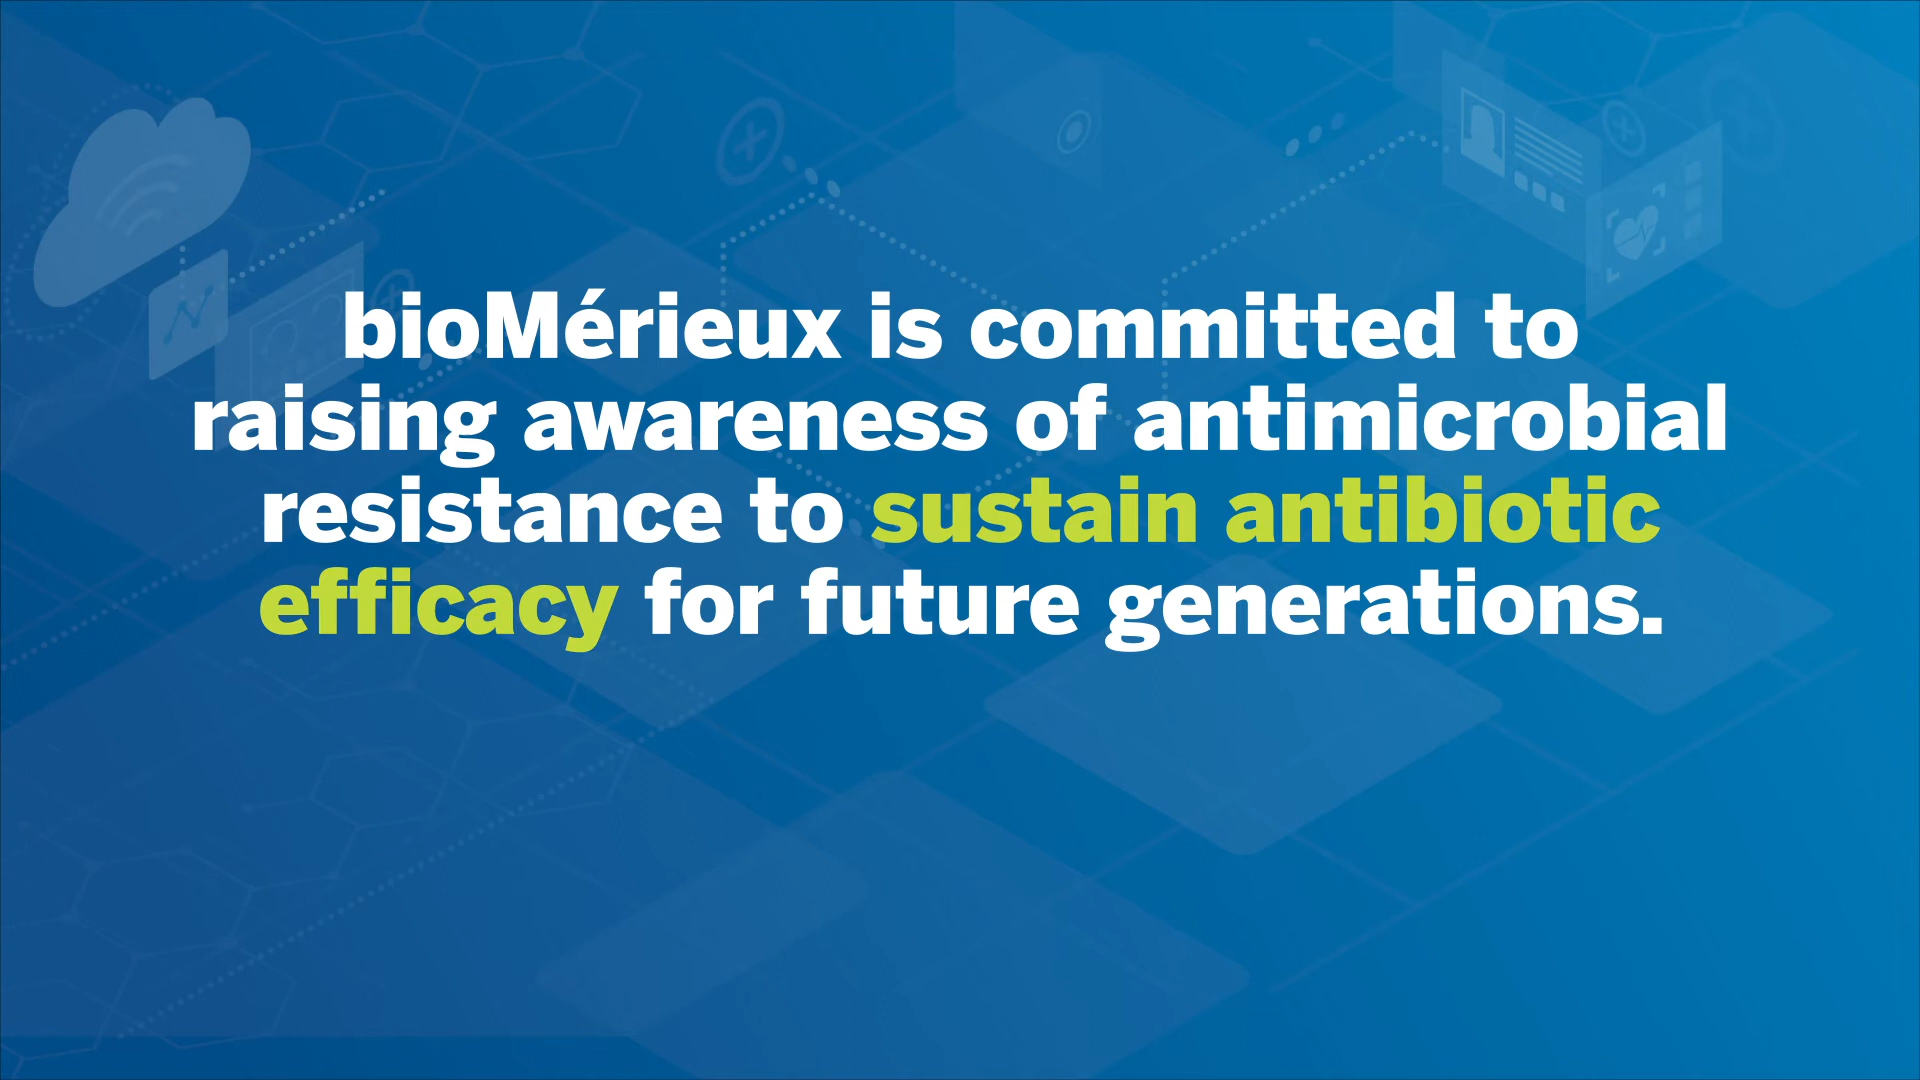 bioMérieux is committed to
raising awareness of antimicrobial
resistance to sustain antibiotic
efficacy for future generations.